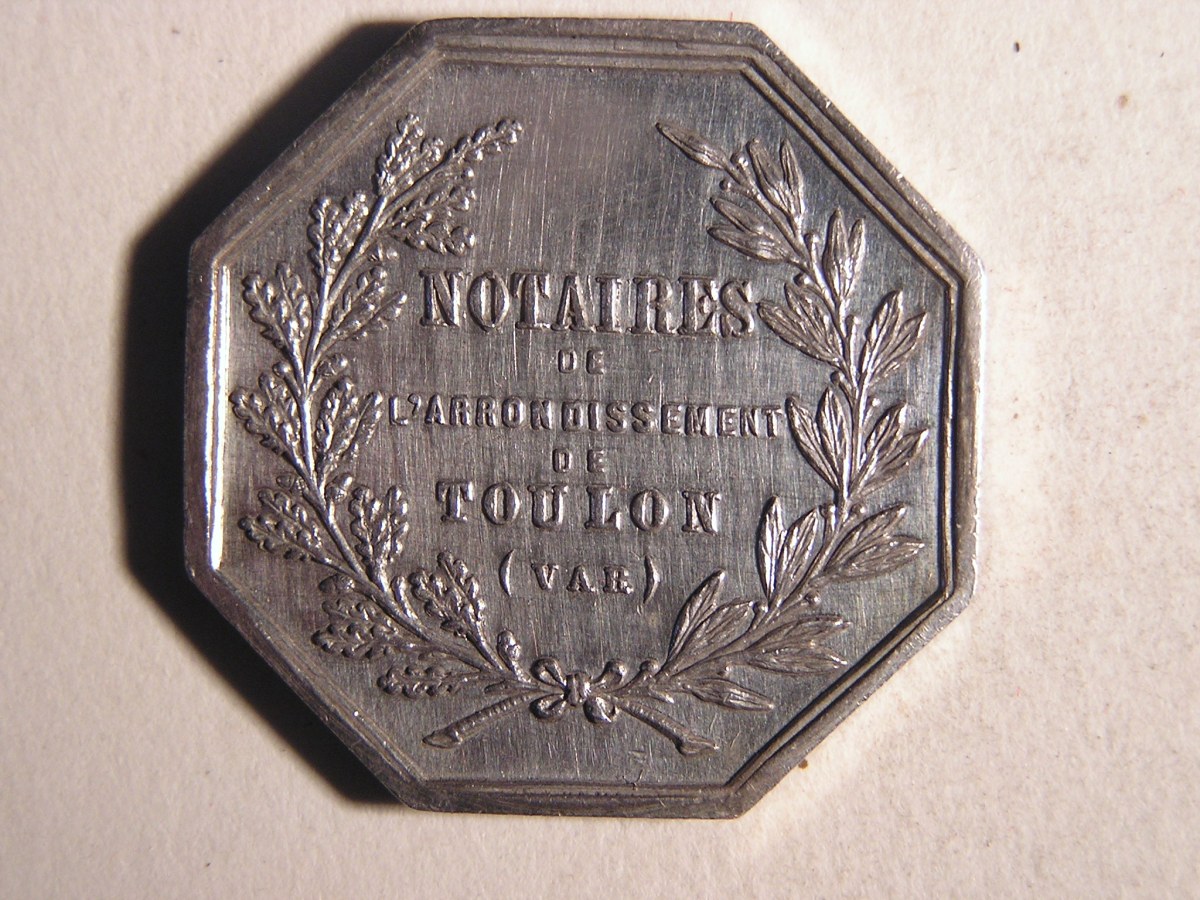 NOTAIRES
DE
L'ARRONDISSEMENT
DE
TOULON
(VAR)